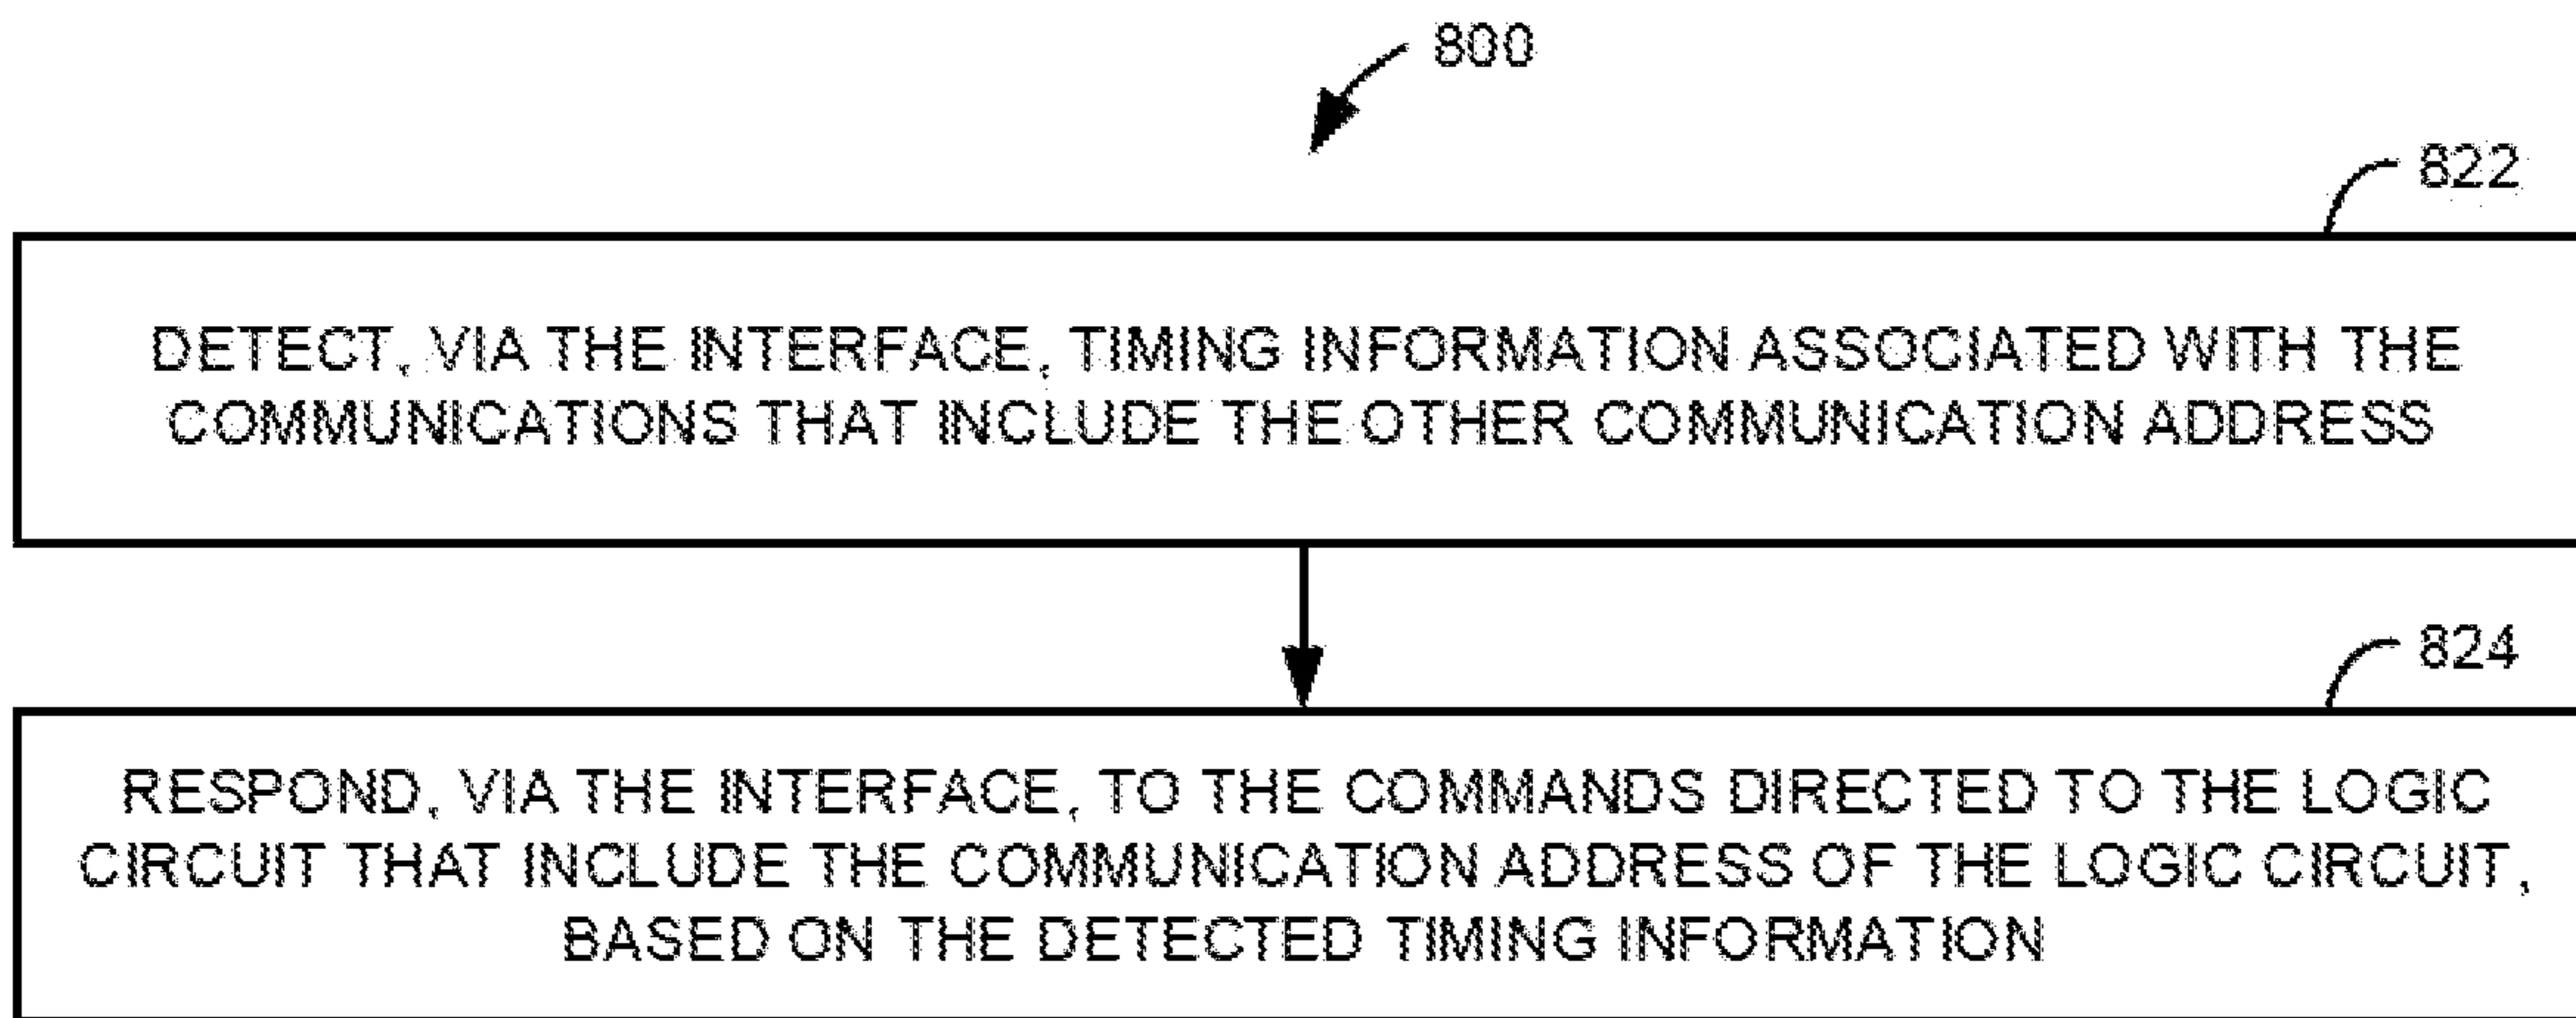 800
822
DETECT, VIA THE INTERFACE, TIMING INFORMATION ASSOCIATED WITH THE
COMMUNICATIONS THAT INCLUDE THE OTHER COMMUNICATION ADDRESS
824
RESPOND, VIA THE INTERFACE, TO THE COMMANDS DIRECTED TO THE LOGIC
CIRCUIT THAT INCLUDE THE COMMUNICATION ADDRESS OF THE LOGIC CIRCUIT,
BASED ON THE DETECTED TIMING INFORMATION